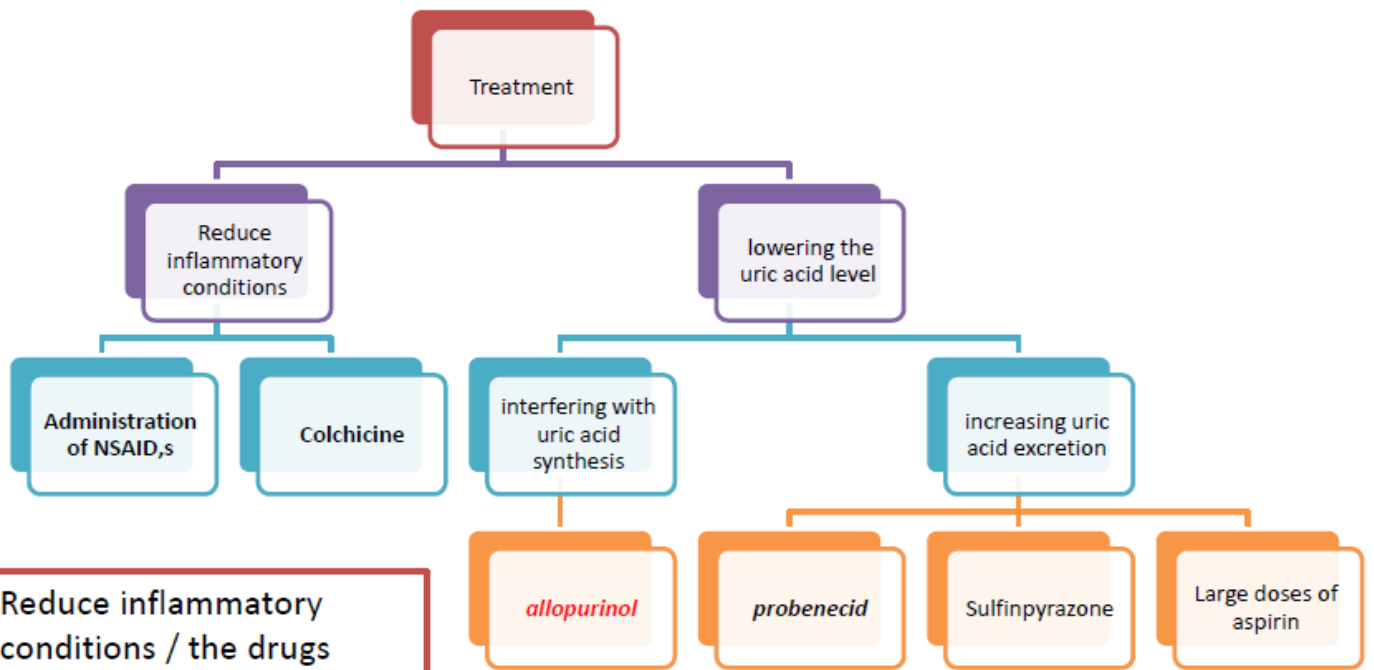 Treatment
Reduce
inflammatory
conditions
lowering the
uric acid level
Administration
of NSAID,s
Colchicine
interfering with
uric acid
synthesis
increasing uric
acid excretion
allopurinol
probenecid
Sulfinpyrazone
Large doses of
aspirin
Reduce inflammatory
conditions / the drugs